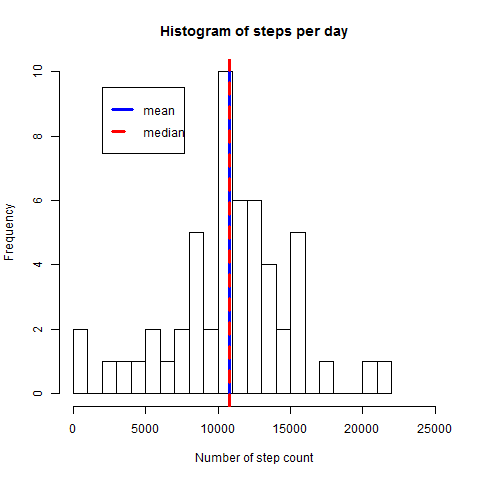 Histogram of steps per day
Frequency
10
8
6
4
2
0
mean
median
0 5000 10000 15000 20000 25000
Number of step count